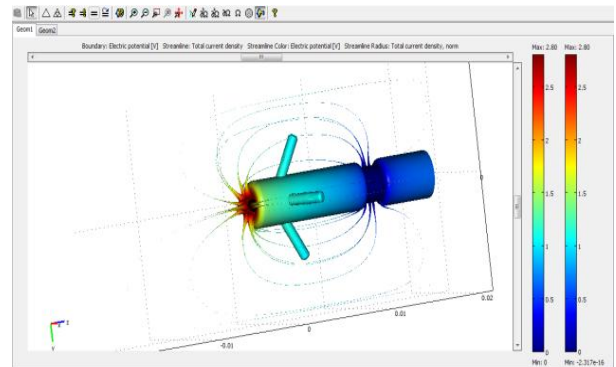 Geom1 Geom2
Boundary: Electric potential [V] Streamline: Total current density Streamline Color: Electric potential [V] Streamline Radius: Total current density, norm
Max: 2.80 Max: 2.80
2.5 2.5
2 2
1.5 1.5
1 1
0.5 0.5
0 0
Min: 0 Min: -2.317e-16
0
0.02
0.01
0
-0.01